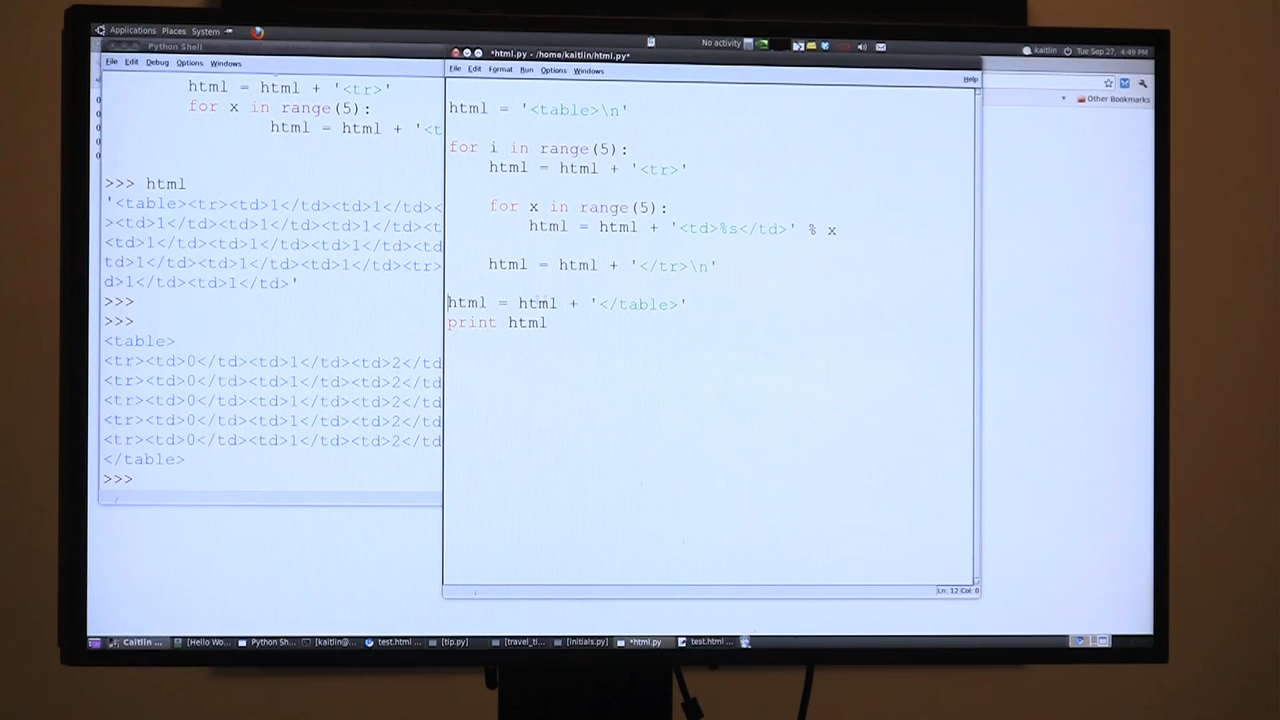 Applications Places System
No activity
kaitlin
Tue Sep 27, 4:49 PM
Python Shell
File Edit Debug Options Windows
html = html + '<tr>'
for x in range(5):
html = html + '<t
>>> html
'<table><tr><td>1</td><td>1</td><
><td>1</td><td>1</td><td>1</td><t
<td>1</td><td>1</td><td>1</td><td
td>1</td><td>1</td><td>1</td><tr>
d>1</td><td>1</td>'
>>>
>>>
<table>
<tr><td>0</td><td>1</td><td>2</td
<tr><td>0</td><td>1</td><td>2</td
<tr><td>0</td><td>1</td><td>2</td
<tr><td>0</td><td>1</td><td>2</td
<tr><td>0</td><td>1</td><td>2</td
</table>
>>>
*html.py - /home/kaitlin/html.py*
File Edit Format Run Options Windows
Help
html = '<table>\n'
for i in range(5):
html = html + '<tr>'
for x in range(5):
html = html + '<td>%s</td>' % x
html = html + '</tr>\n'
html = html + '</table>'
print html
Ln: 12 Col: 0
Other Bookmarks
Caitlin ... [Hello Wo... Python Sh... [kaitlin@... test.html ... [tip.py] [travel_ti... [initials.py] *html.py test.html ...